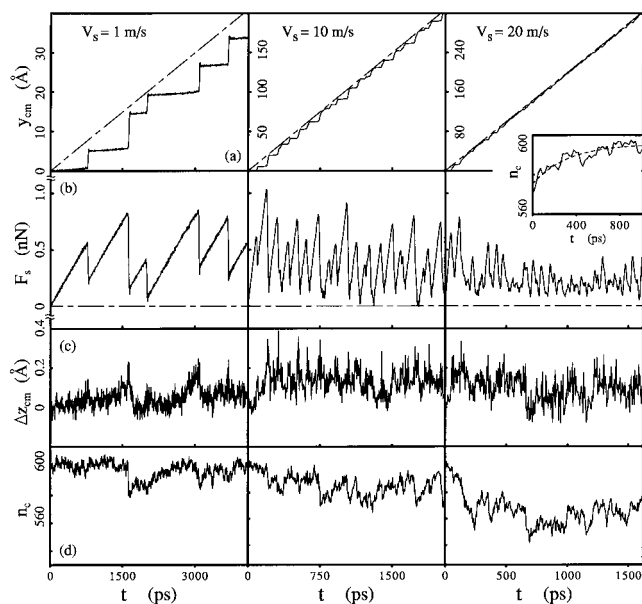 V_s = 1 m/s
V_s = 10 m/s
V_s = 20 m/s
30
20
10
0
y_cm (Å)
(a)
150
100
50
240
160
80
600
560
n_c
0 400 800
t (ps)
(b)
1.0
0.5
0
F_s (nN)
(c)
0.4
0.2
0
Δz_cm (Å)
(d)
600
560
n_c
0 1500 3000
0 750 1500
0 500 1000 1500
t (ps)
t (ps)
t (ps)